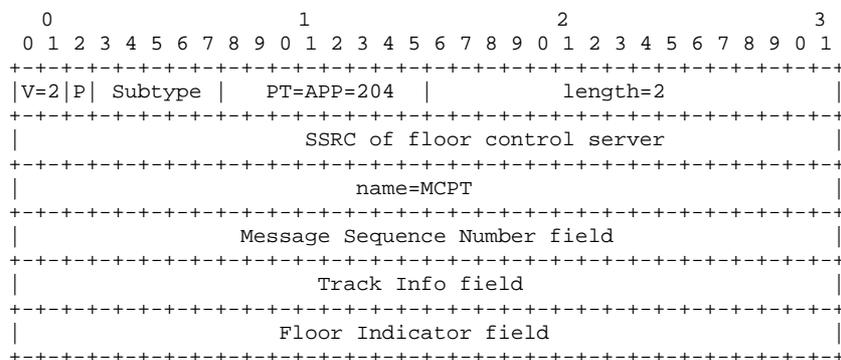 0                   1                   2                   3
0 1 2 3 4 5 6 7 8 9 0 1 2 3 4 5 6 7 8 9 0 1 2 3 4 5 6 7 8 9 0 1
+-+-+-+-+-+-+-+-+-+-+-+-+-+-+-+-+-+-+-+-+-+-+-+-+-+-+-+-+-+-+-+-+
|V=2|P| Subtype |   PT=APP=204  |          length=2             |
+-+-+-+-+-+-+-+-+-+-+-+-+-+-+-+-+-+-+-+-+-+-+-+-+-+-+-+-+-+-+-+-+
|                      SSRC of floor control server             |
+-+-+-+-+-+-+-+-+-+-+-+-+-+-+-+-+-+-+-+-+-+-+-+-+-+-+-+-+-+-+-+-+
|                          name=MCPT                            |
+-+-+-+-+-+-+-+-+-+-+-+-+-+-+-+-+-+-+-+-+-+-+-+-+-+-+-+-+-+-+-+-+
|                 Message Sequence Number field                 |
+-+-+-+-+-+-+-+-+-+-+-+-+-+-+-+-+-+-+-+-+-+-+-+-+-+-+-+-+-+-+-+-+
|                       Track Info field                        |
+-+-+-+-+-+-+-+-+-+-+-+-+-+-+-+-+-+-+-+-+-+-+-+-+-+-+-+-+-+-+-+-+
|                    Floor Indicator field                      |
+-+-+-+-+-+-+-+-+-+-+-+-+-+-+-+-+-+-+-+-+-+-+-+-+-+-+-+-+-+-+-+-+